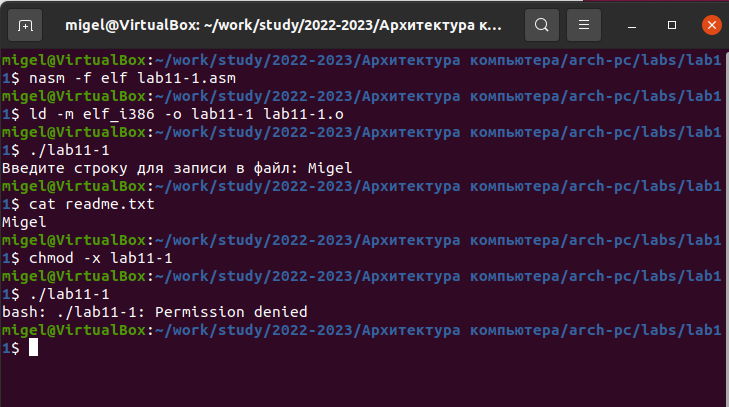 migel@VirtualBox: ~/work/study/2022-2023/Архитектура к...
migel@VirtualBox:~/work/study/2022-2023/Архитектура компьютера/arch-pc/labs/lab1
1$ nasm -f elf lab11-1.asm
migel@VirtualBox:~/work/study/2022-2023/Архитектура компьютера/arch-pc/labs/lab1
1$ ld -m elf_i386 -o lab11-1 lab11-1.o
migel@VirtualBox:~/work/study/2022-2023/Архитектура компьютера/arch-pc/labs/lab1
1$ ./lab11-1
Введите строку для записи в файл: Migel
migel@VirtualBox:~/work/study/2022-2023/Архитектура компьютера/arch-pc/labs/lab1
1$ cat readme.txt
Migel
migel@VirtualBox:~/work/study/2022-2023/Архитектура компьютера/arch-pc/labs/lab1
1$ chmod -x lab11-1
migel@VirtualBox:~/work/study/2022-2023/Архитектура компьютера/arch-pc/labs/lab1
1$ ./lab11-1
bash: ./lab11-1: Permission denied
migel@VirtualBox:~/work/study/2022-2023/Архитектура компьютера/arch-pc/labs/lab1
1$